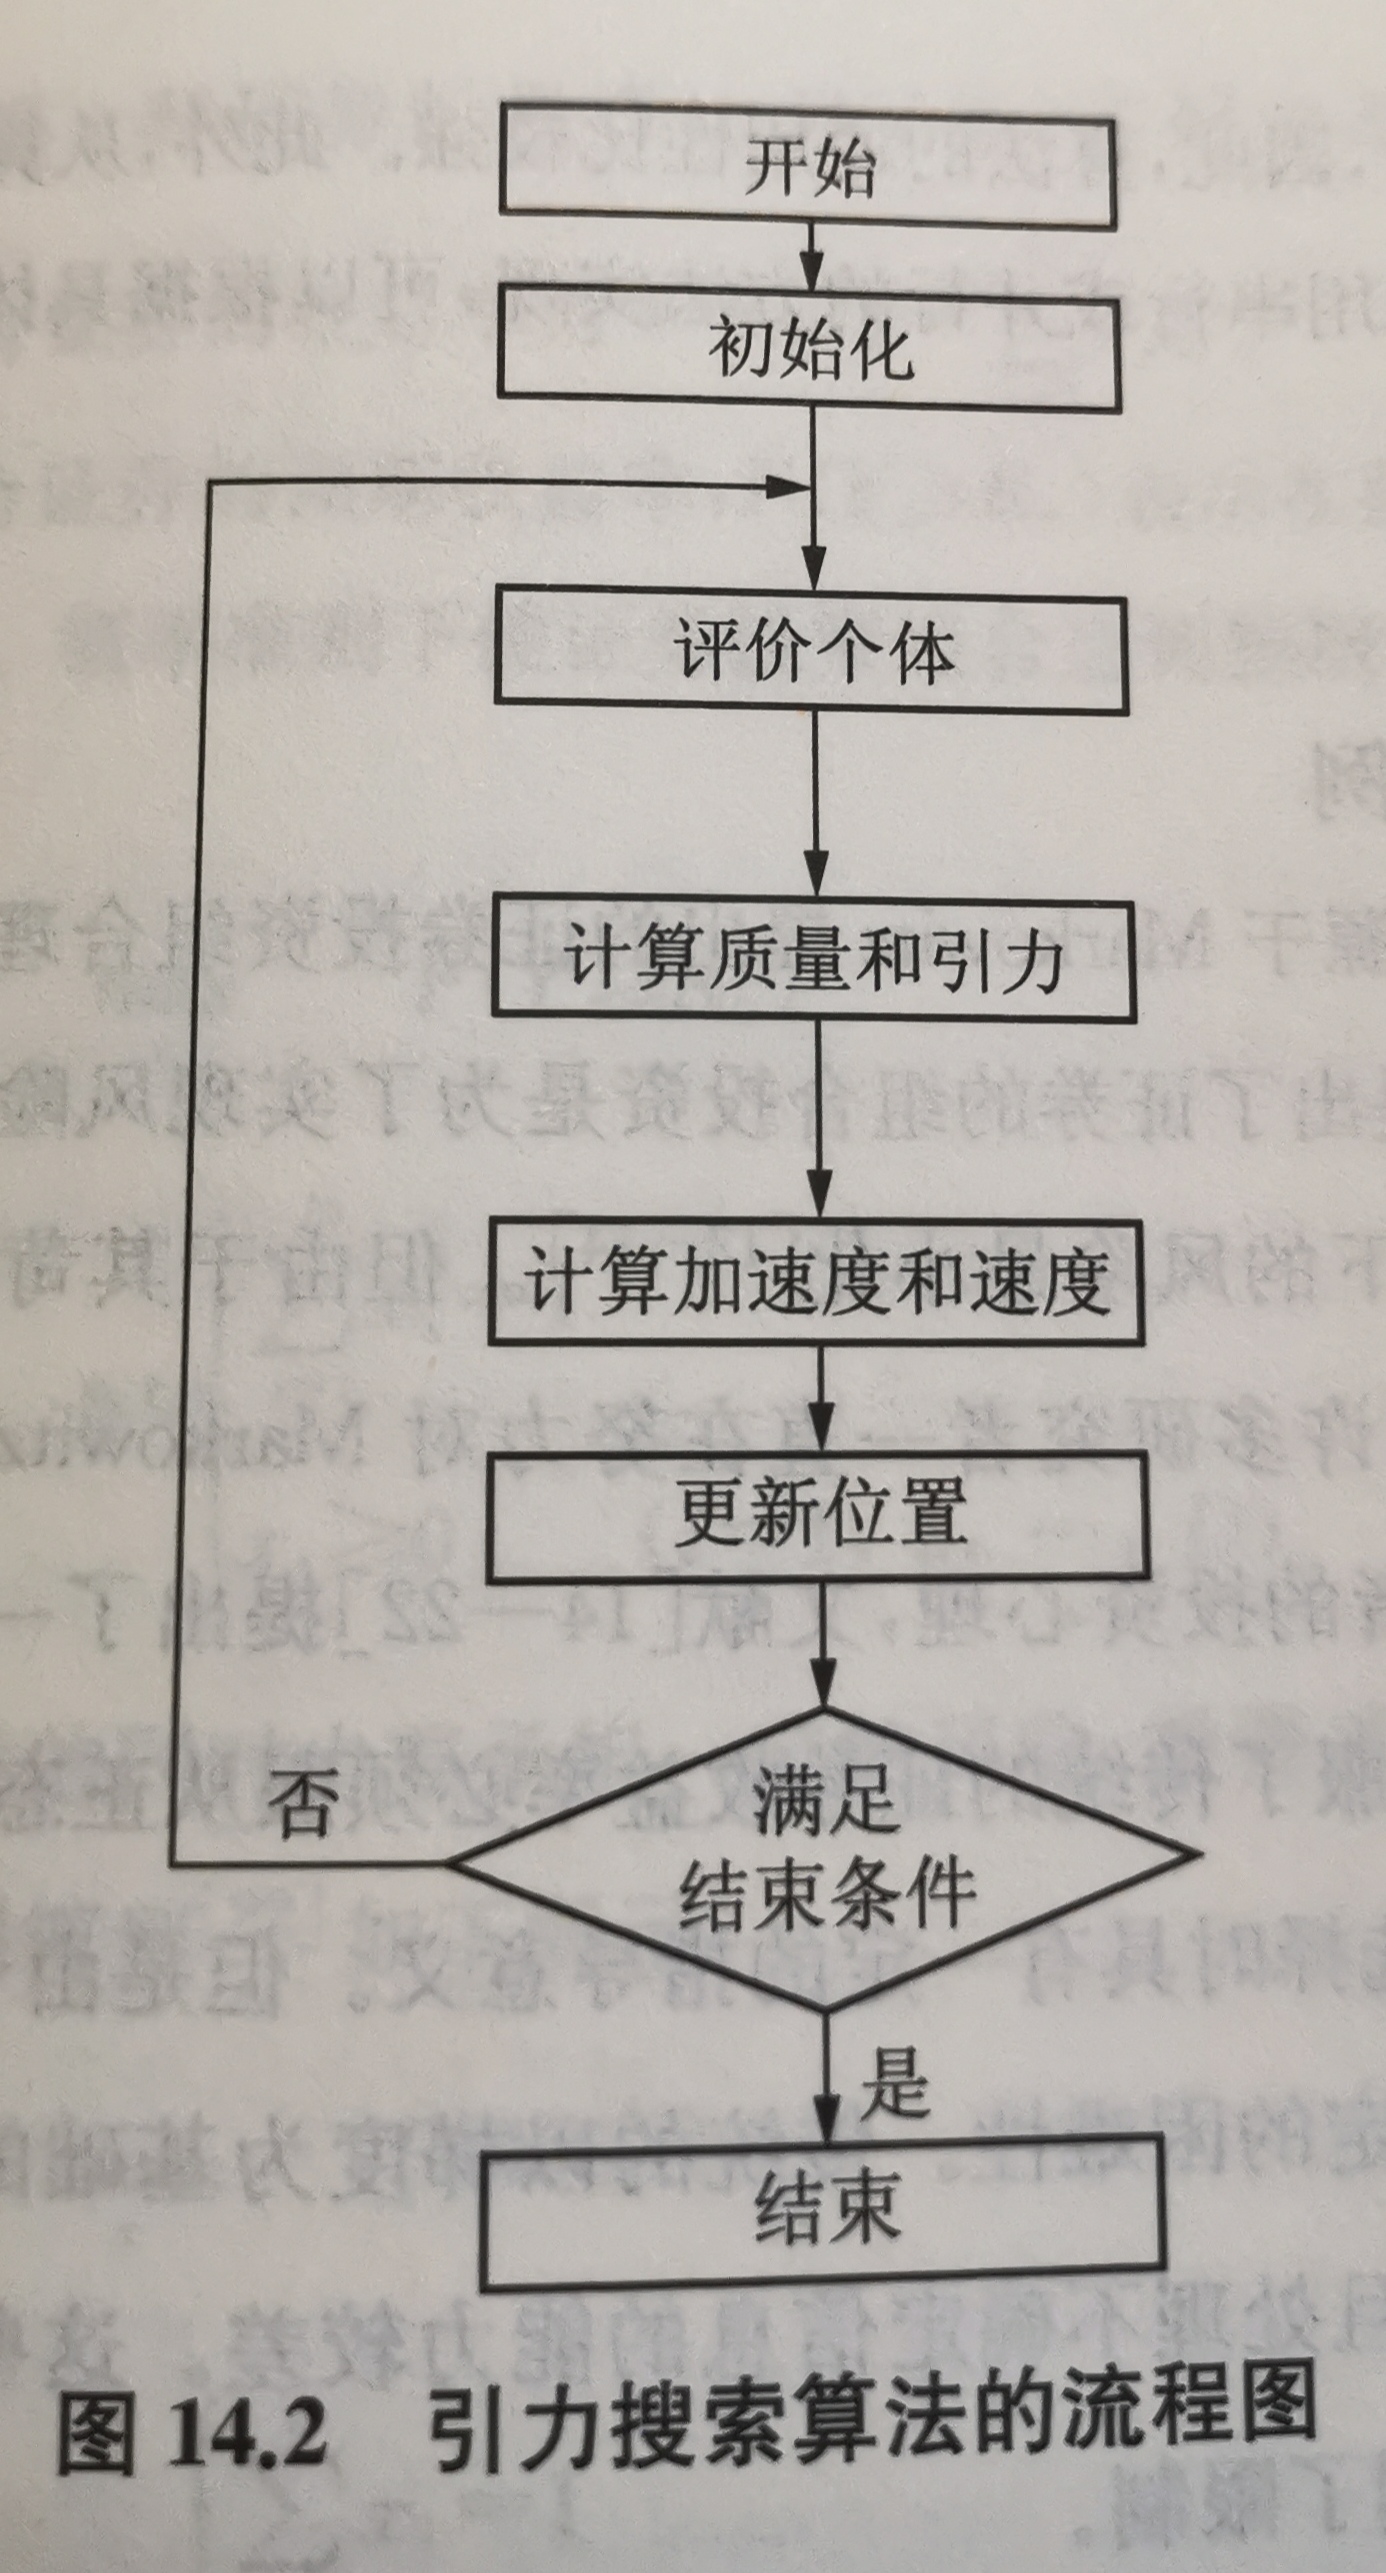 开始
初始化
评价个体
计算质量和引力
计算加速度和速度
更新位置
满足
结束条件
否
是
结束
图 14.2 引力搜索算法的流程图